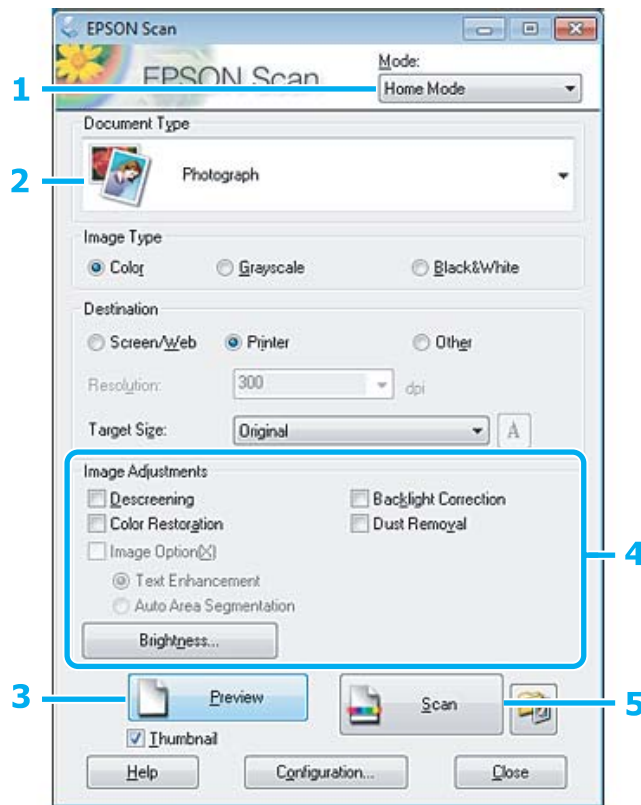 EPSON Scan
EPSON Scan
Mode:
1
Home Mode
Document Type
2
Photograph
Image Type
Color
Grayscale
Black&White
Destination
Screen/Web
Printer
Other
Resolution:
300
dpi
Target Size:
Original
A
Image Adjustments
Descreening
Backlight Correction
Color Restoration
Dust Removal
Image Option(X)
4
Text Enhancement
Auto Area Segmentation
Brightness...
3
Preview
Scan
5
Thumbnail
Help
Configuration...
Close